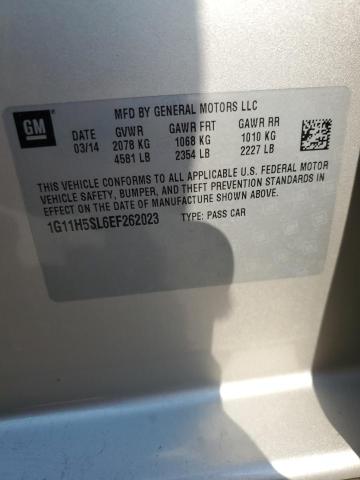 GM
MFD BY GENERAL MOTORS LLC
03/14 GVWR GAWR FRT GAWR RR
2078 KG 1068 KG 1010 KG
4581 LB 2354 LB 2227 LB
THIS VEHICLE CONFORMS TO ALL APPLICABLE U.S. FEDERAL MOTOR
VEHICLE SAFETY, BUMPER, AND THEFT PREVENTION STANDARDS IN
EFFECT ON THE DATE OF MANUFACTURE SHOWN ABOVE.
1G11H5SL6EF262023 TYPE: PASS CAR